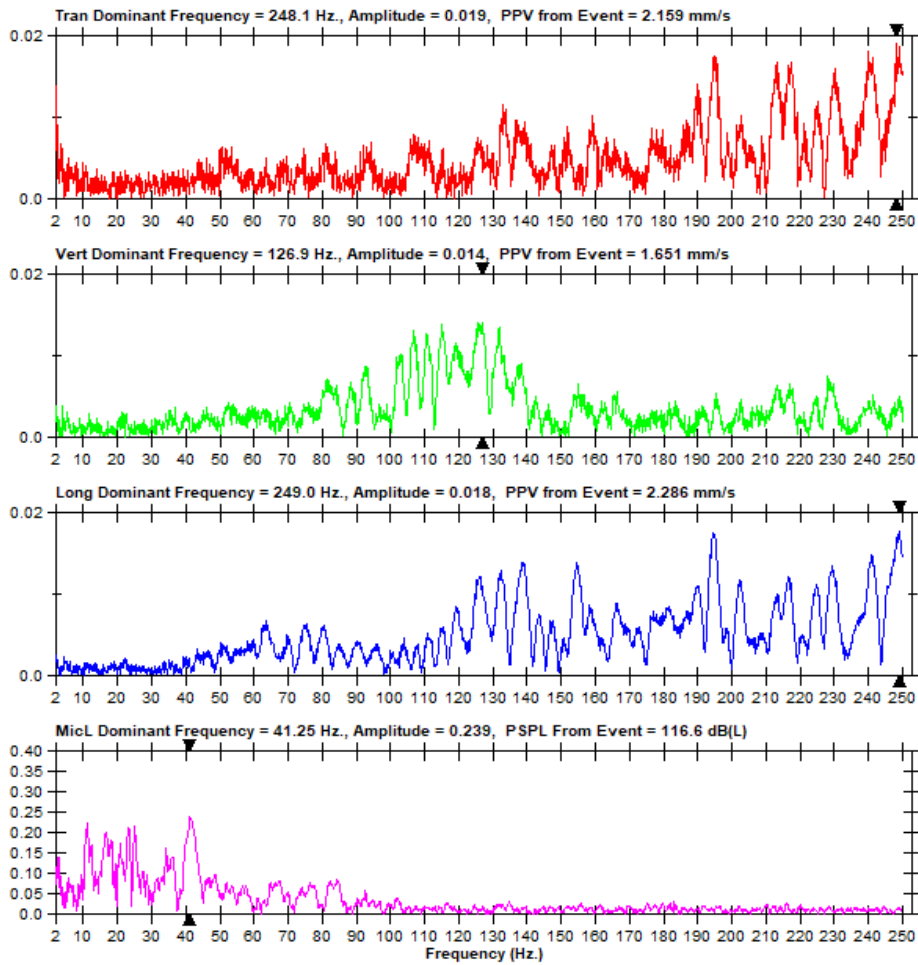 Tran Dominant Frequency = 248.1 Hz., Amplitude = 0.019, PPV from Event = 2.159 mm/s
0.02
0.0
2 10 20 30 40 50 60 70 80 90 100 110 120 130 140 150 160 170 180 190 200 210 220 230 240 250
Vert Dominant Frequency = 126.9 Hz., Amplitude = 0.014, PPV from Event = 1.651 mm/s
0.02
0.0
2 10 20 30 40 50 60 70 80 90 100 110 120 130 140 150 160 170 180 190 200 210 220 230 240 250
Long Dominant Frequency = 249.0 Hz., Amplitude = 0.018, PPV from Event = 2.286 mm/s
0.02
0.0
2 10 20 30 40 50 60 70 80 90 100 110 120 130 140 150 160 170 180 190 200 210 220 230 240 250
MicL Dominant Frequency = 41.25 Hz., Amplitude = 0.239, PSPL From Event = 116.6 dB(L)
0.40
0.35
0.30
0.25
0.20
0.15
0.10
0.05
0.0
2 10 20 30 40 50 60 70 80 90 100 110 120 130 140 150 160 170 180 190 200 210 220 230 240 250
Frequency (Hz.)